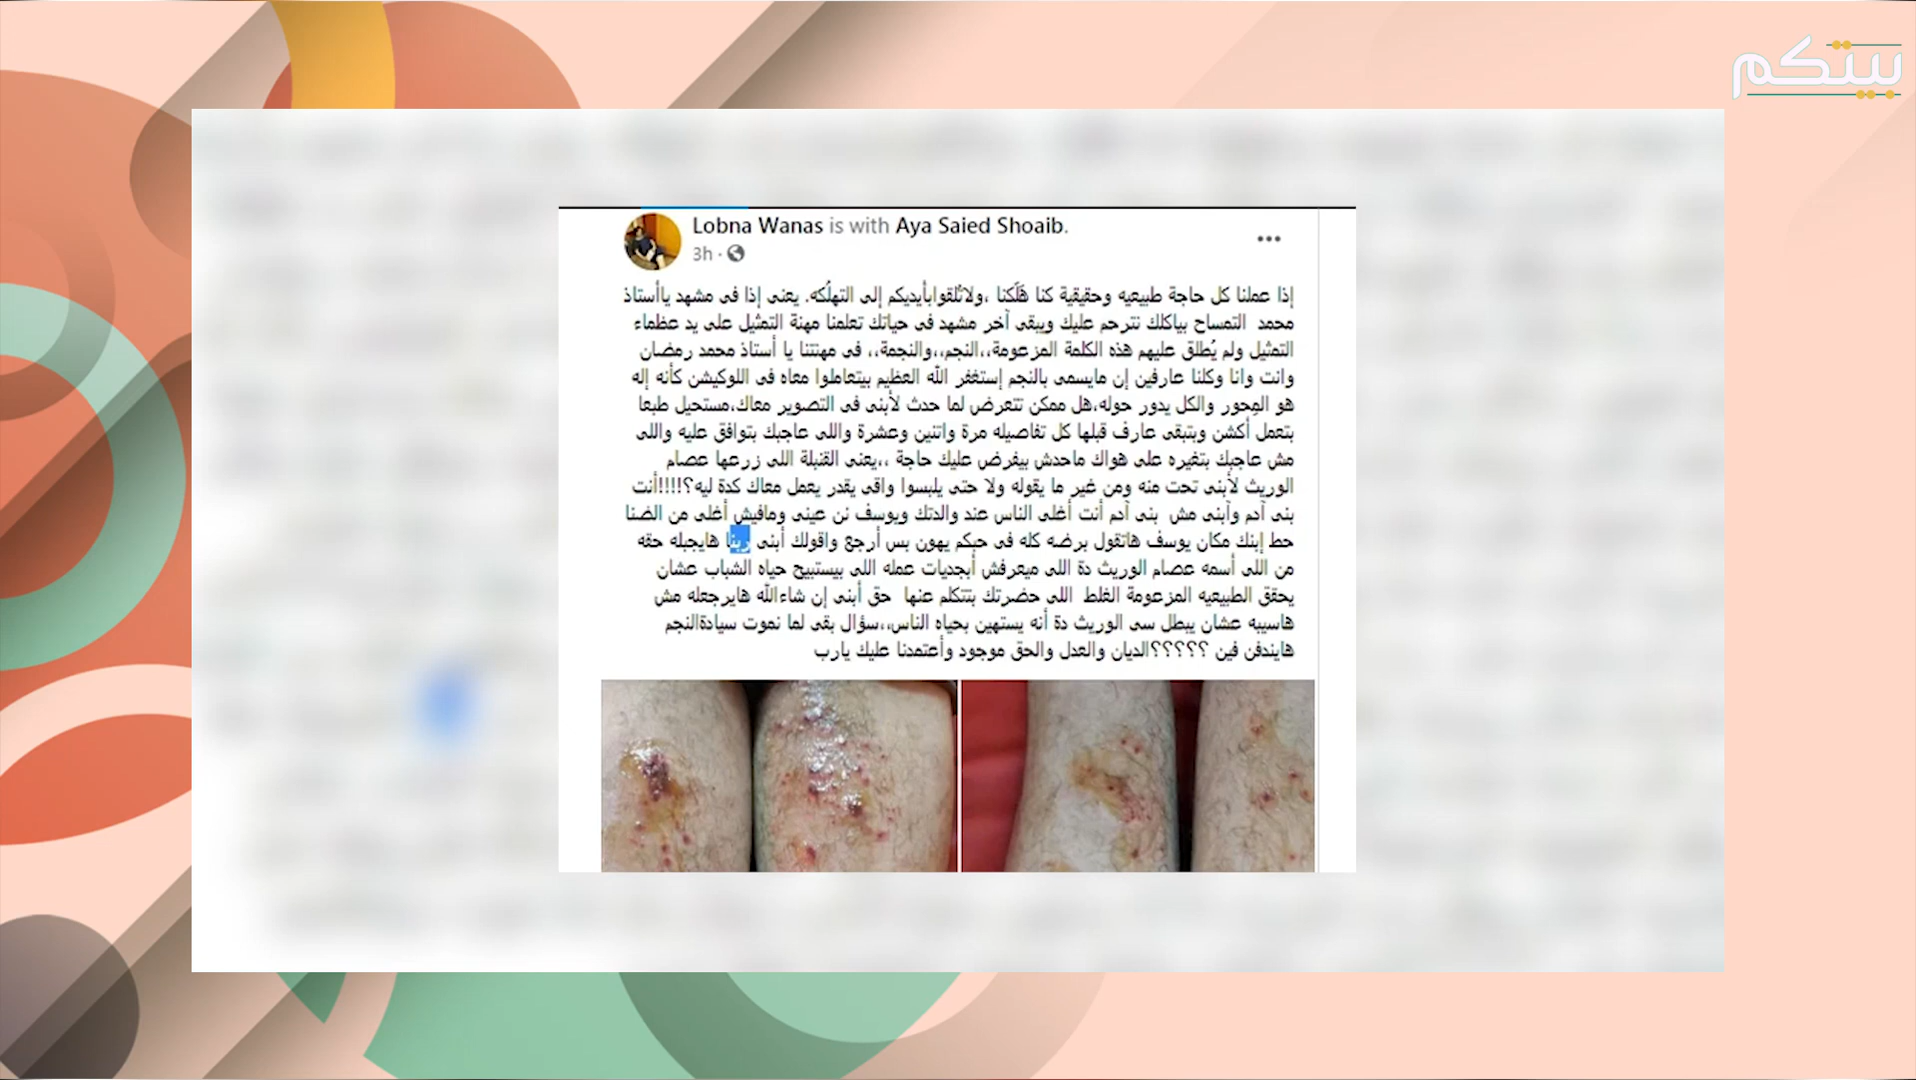 بيتكم
Lobna Wanas is with Aya Saied Shoaib.
3h ·
إذا عملنا كل حاجة طبيعيه وحقيقية كنا هَلَكنا ،ولاتُلقوابأيديكم إلى التهلُكه. يعنى إذا فى مشهد ياأستاذ
محمد التمساح بياكلك نترحم عليك ويبقى آخر مشهد فى حياتك تعلمنا مهنة التمثيل على يد عظماء
التمثيل ولم يُطلق عليهم هذه الكلمة المزعومة،،النجم،،والنجمة،، فى مهنتنا يا أستاذ محمد رمضان
وانت وانا وكلنا عارفين إن مايسمى بالنجم إستغفر الله العظيم بيتعاملوا معاه فى اللوكيشن كأنه إله
هو المِحور والكل يدور حوله،هل ممكن تتعرض لما حدث لأبنى فى التصوير معاك،مستحيل طبعا
بتعمل أكشن وبتبقى عارف قبلها كل تفاصيله مرة واتنين وعشرة واللى عاجبك بتوافق عليه واللى
مش عاجبك بتغيره على هواك ماحدش بيفرض عليك حاجة ،،يعنى القنبلة اللى زرعها عصام
الوريث لأبنى تحت منه ومن غير ما يقوله ولا حتى يلبسوا واقى يقدر يعمل معاك كدة ليه؟!!!!أنت
بنى آدم وآبنى مش بنى آدم أنت أغلى الناس عند والدتك ويوسف نن عينى ومافيش أغلى من الضنا
حط إبنك مكان يوسف هاتقول برضه كله فى حبكم يهون بس أرجع واقولك أبنى ربنا هايجبله حقه
من اللى أسمه عصام الوريث دة اللى ميعرفش أبجديات عمله اللى بيستبيح حياه الشباب عشان
يحقق الطبيعيه المزعومة الغلط اللى حضرتك بتتكلم عنها حق أبنى إن شاءالله هايرجعله مش
هاسيبه عشان يبطل سى الوريث دة أنه يستهين بحياه الناس،،سؤال بقى لما نموت سيادةالنجم
هايندفن فين ؟؟؟؟؟الديان والعدل والحق موجود وأعتمدنا عليك يارب